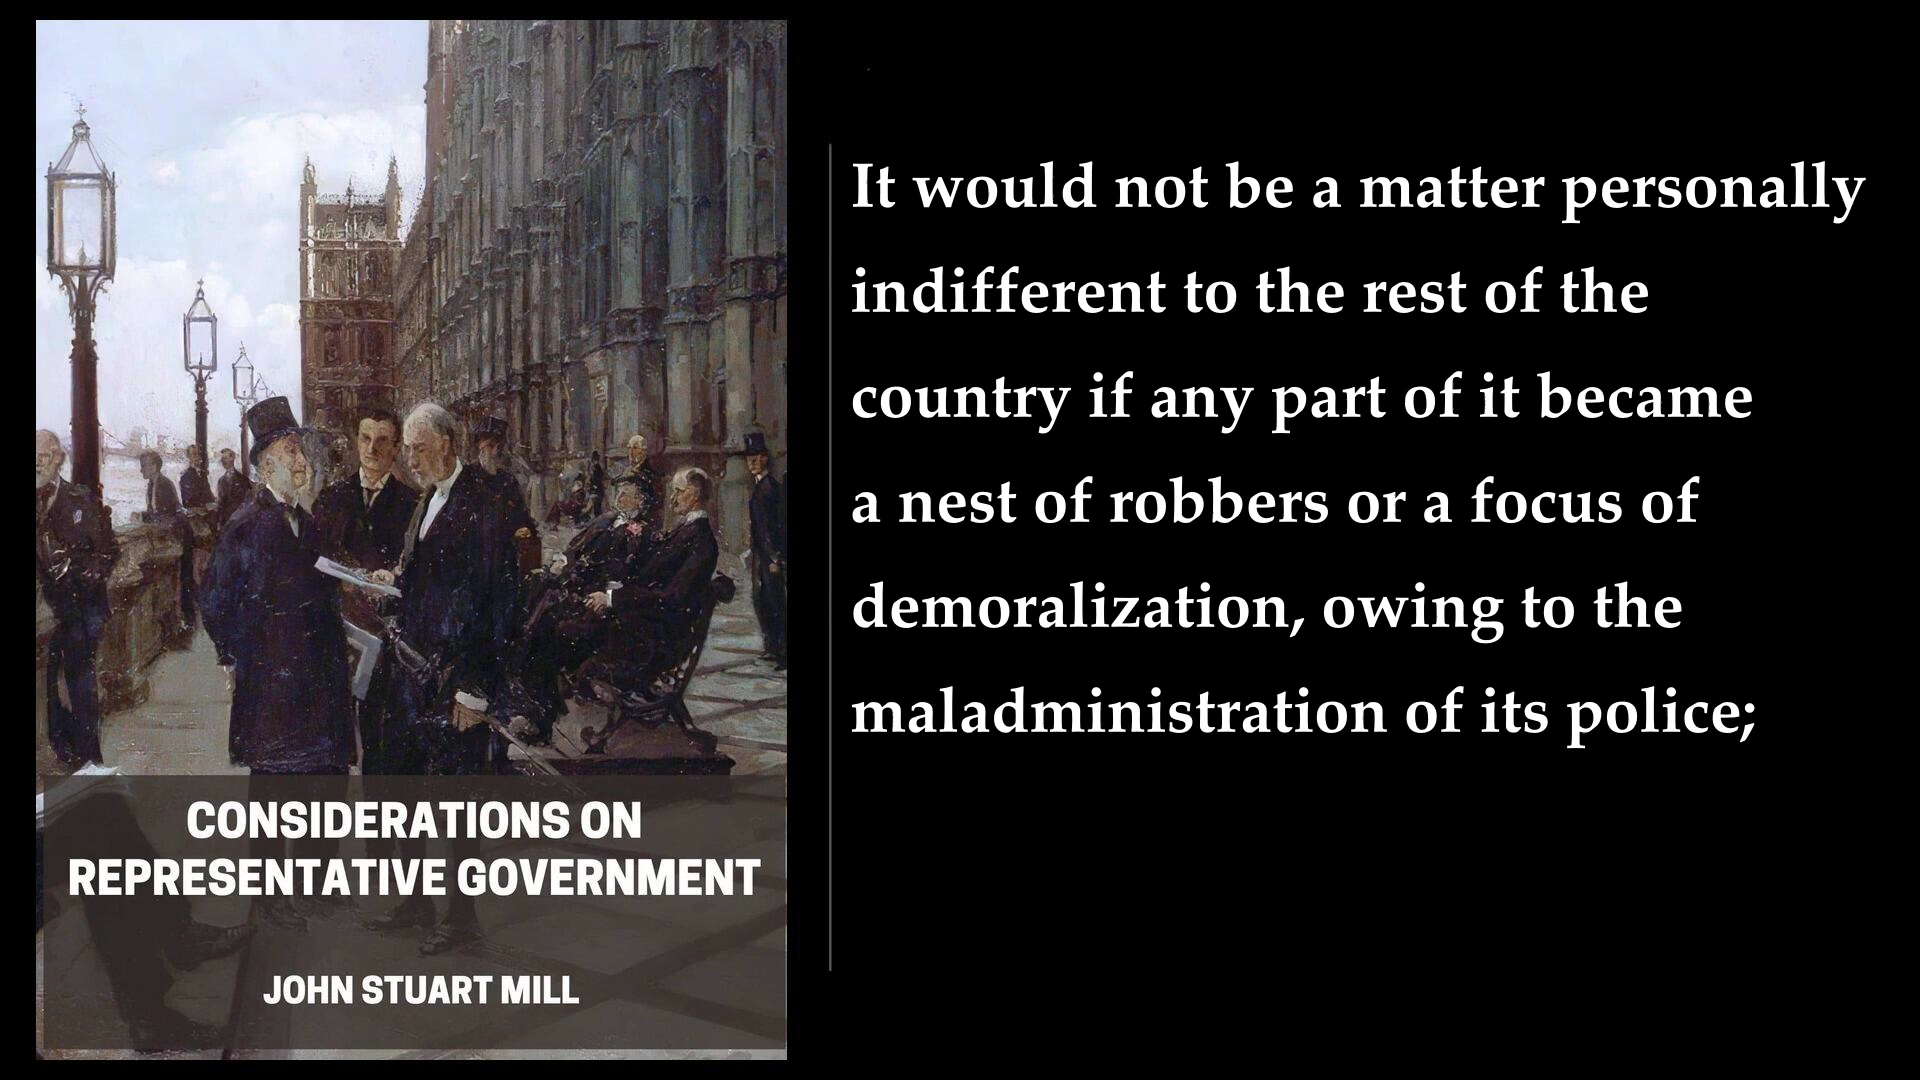 CONSIDERATIONS ON
REPRESENTATIVE GOVERNMENT
JOHN STUART MILL
It would not be a matter personally
indifferent to the rest of the
country if any part of it became
a nest of robbers or a focus of
demoralization, owing to the
maladministration of its police;